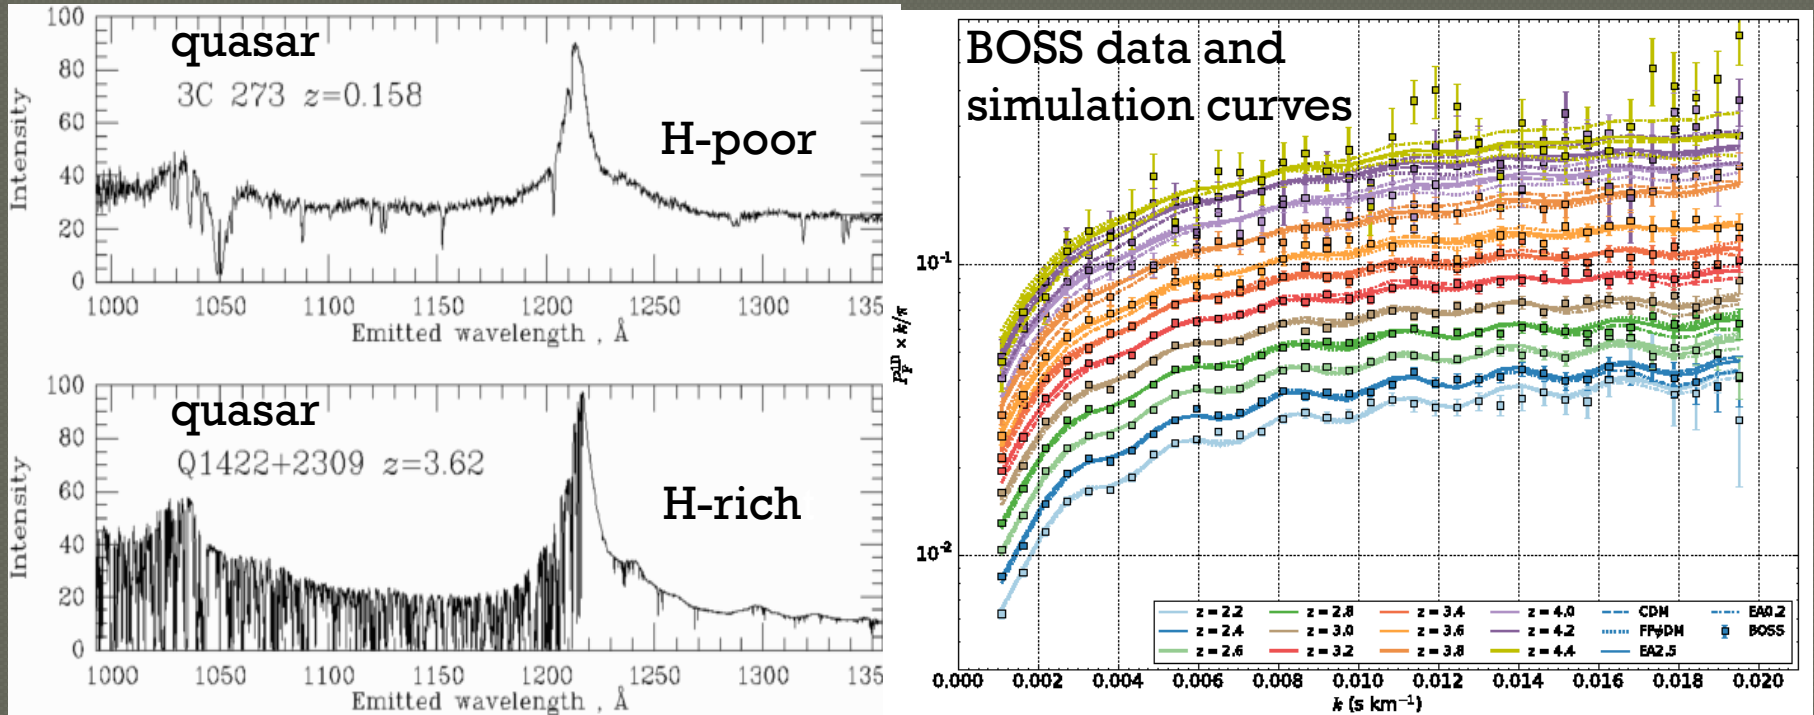 quasar
3C 273 z=0.158
H-poor
Intensity
100
80
60
40
20
0
1000 1050 1100 1150 1200 1250 1300 135
Emitted wavelength , Å
quasar
Q1422+2309 z=3.62
H-rich
Intensity
100
80
60
40
20
0
1000 1050 1100 1150 1200 1250 1300 135
Emitted wavelength , Å
BOSS data and
simulation curves
10⁻¹
10⁻²
P_F^1D × k/π
z = 2.2 z = 2.8 z = 3.4 z = 4.0 CDM EA0.2
z = 2.4 z = 3.0 z = 3.6 z = 4.2 FPψDM BOSS
z = 2.6 z = 3.2 z = 3.8 z = 4.4 EA2.5
0.000 0.002 0.004 0.006 0.008 0.010 0.012 0.014 0.016 0.018 0.020
k (s km⁻¹)